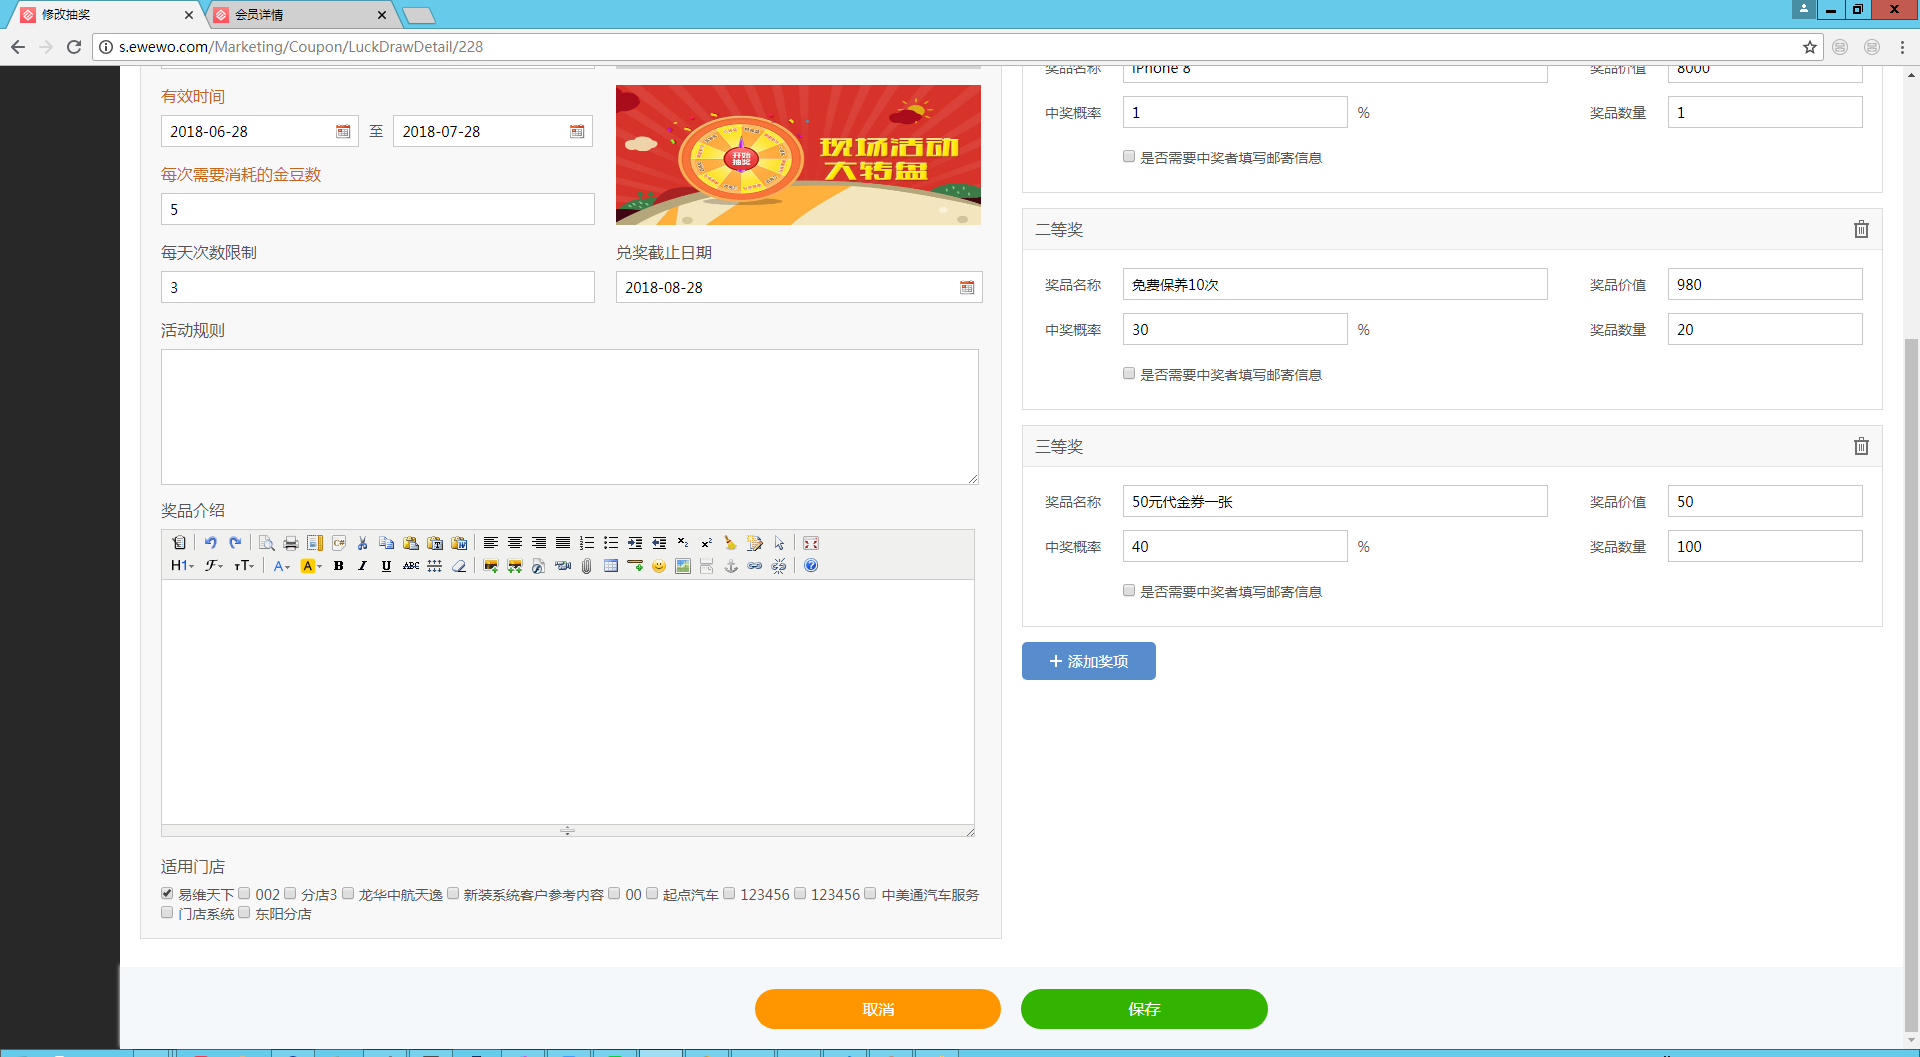 修改抽奖
会员详情
s.ewewo.com/Marketing/Coupon/LuckDrawDetail/228
有效时间
2018-06-28 至 2018-07-28
现场活动
大转盘
开始
抽奖
每次需要消耗的金豆数
5
每天次数限制
3
兑奖截止日期
2018-08-28
活动规则
奖品介绍
H1
适用门店
易维天下 002 分店3 龙华中航天逸 新装系统客户参考内容 00 起点汽车 123456 123456 中美通汽车服务
门店系统 东阳分店
奖品名称 iPhone 8 奖品价值 8000
中奖概率 1 % 奖品数量 1
是否需要中奖者填写邮寄信息
二等奖
奖品名称 免费保养10次 奖品价值 980
中奖概率 30 % 奖品数量 20
是否需要中奖者填写邮寄信息
三等奖
奖品名称 50元代金券一张 奖品价值 50
中奖概率 40 % 奖品数量 100
是否需要中奖者填写邮寄信息
添加奖项
取消
保存